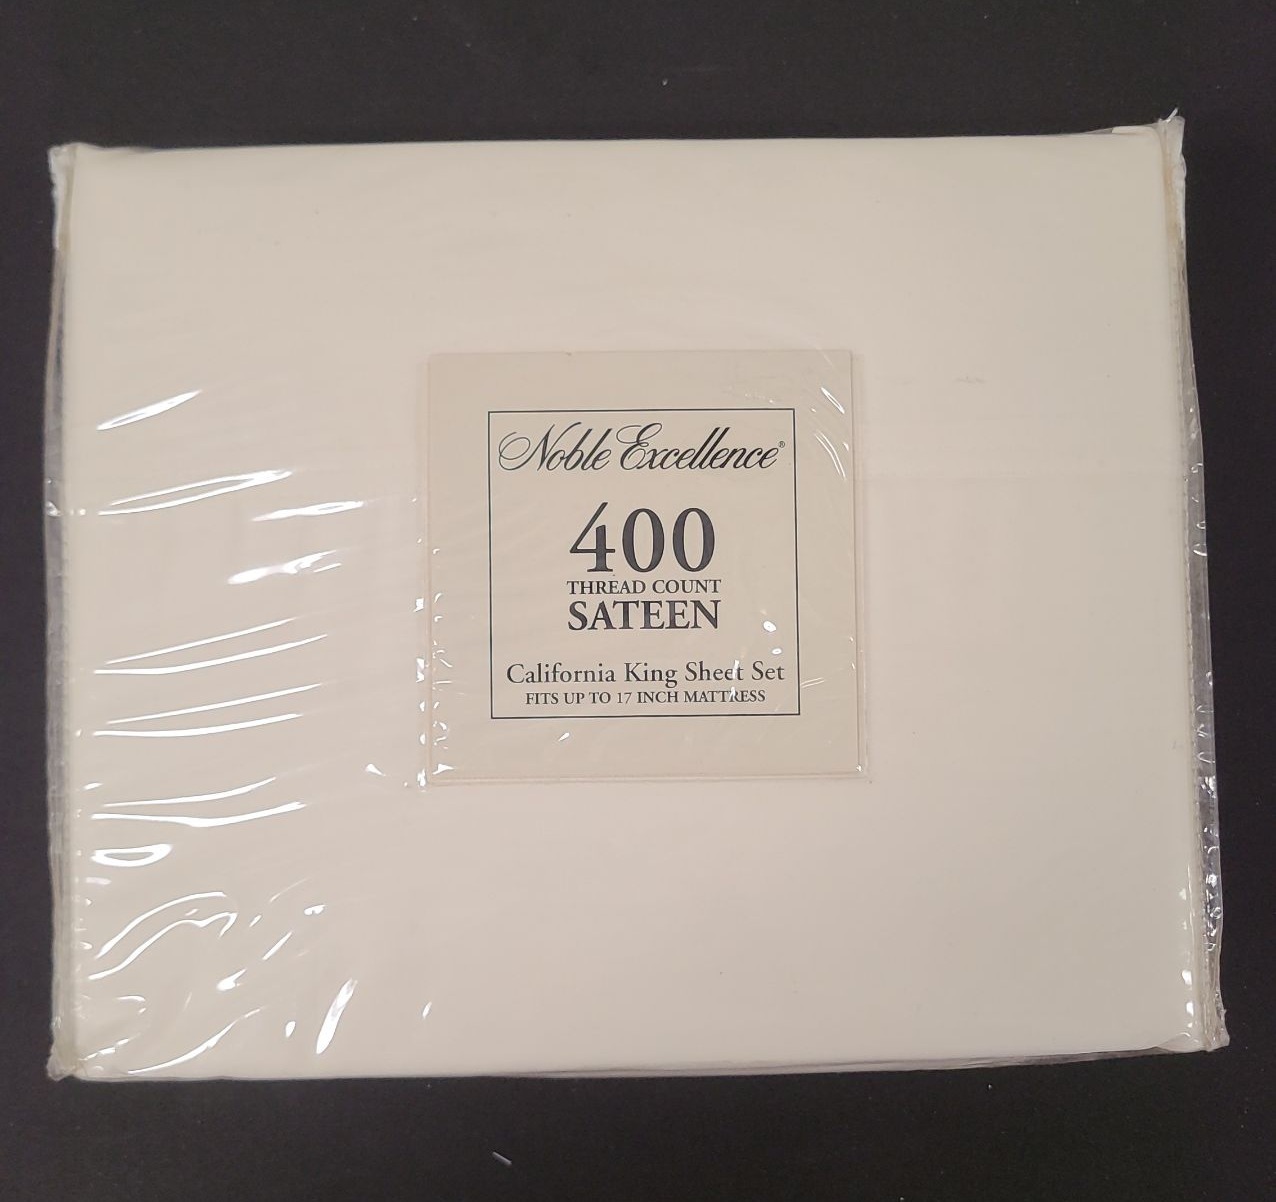 Noble Excellence®
400
THREAD COUNT
SATEEN
California King Sheet Set
FITS UP TO 17 INCH MATTRESS